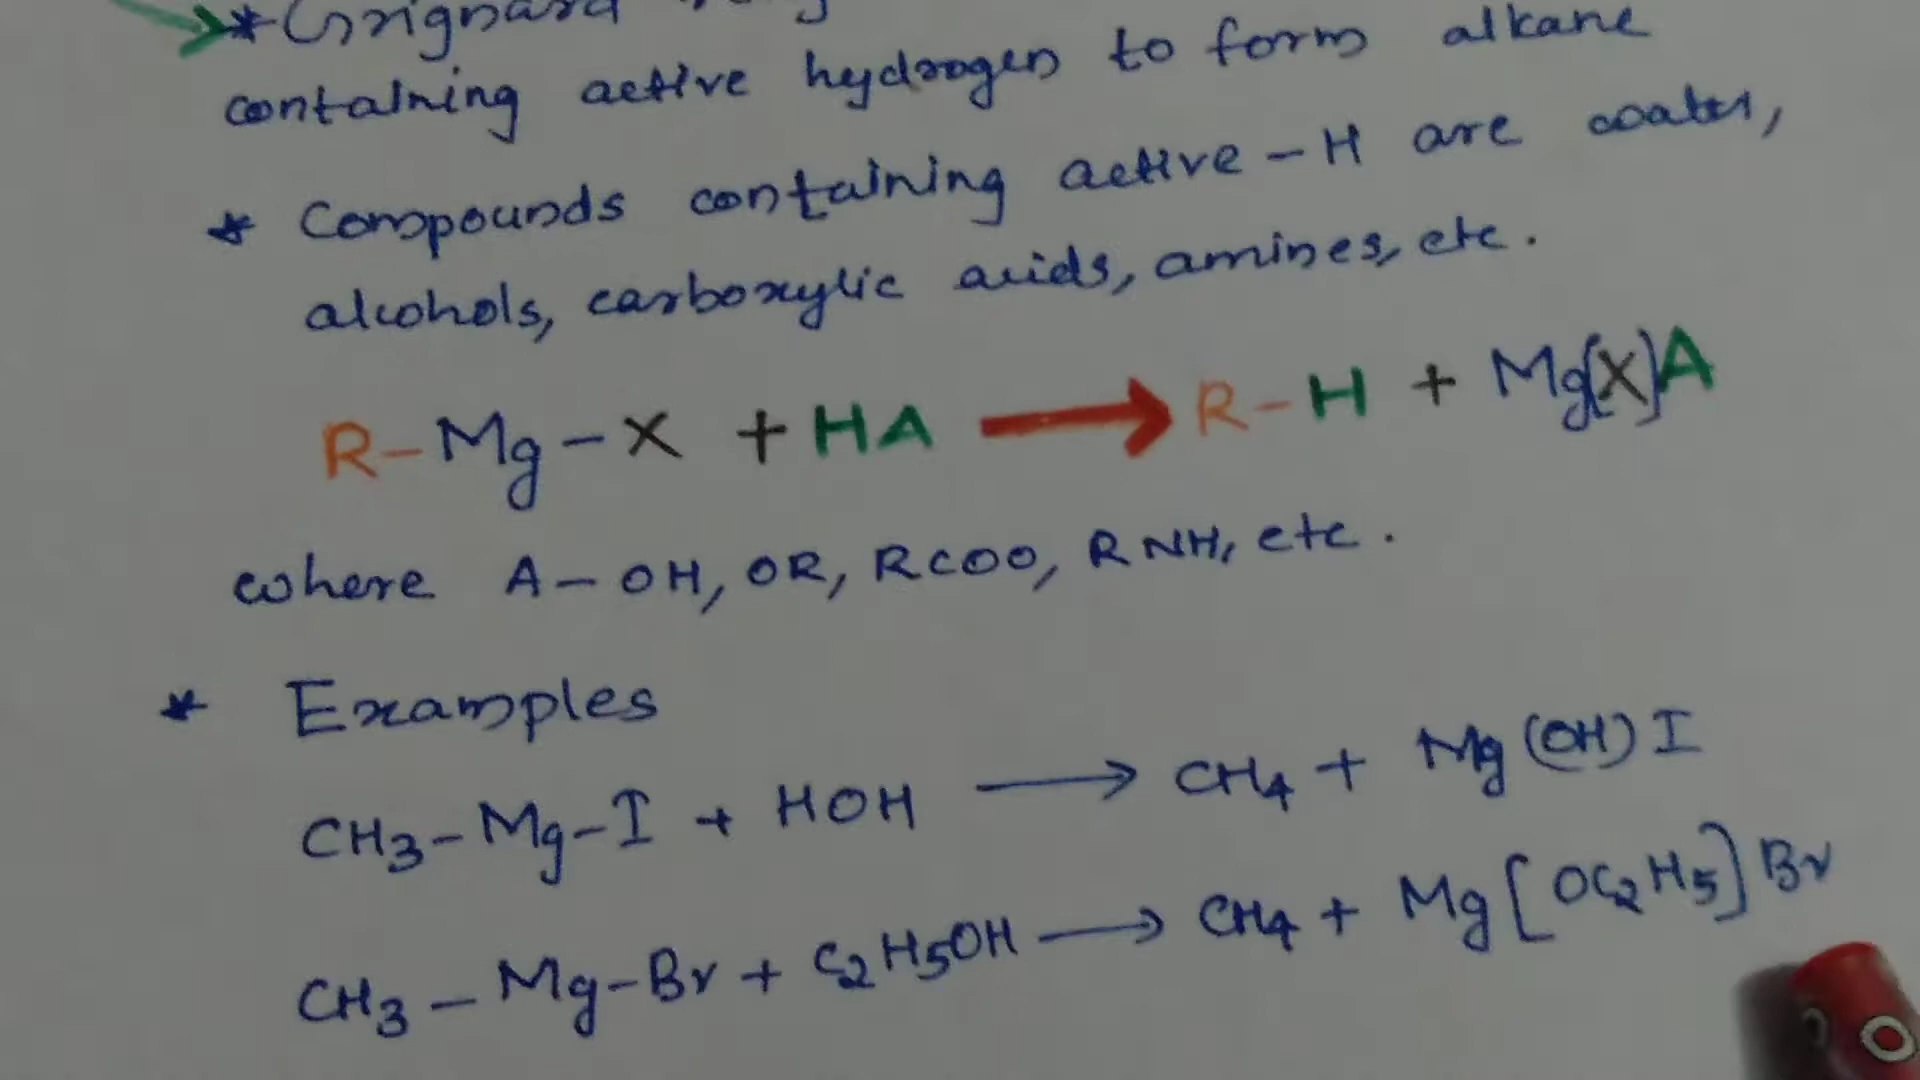 * Grignard
containing active hydrogen to form alkane
* Compounds containing active - H are water,
alcohols, carboxylic acids, amines, etc.
R-Mg-X + HA → R-H + Mg(X)A
where A - OH, OR, RCOO, RNH, etc.
* Examples
CH3-Mg-I + HOH → CH4 + Mg(OH)I
CH3-Mg-Br + C2H5OH → CH4 + Mg[OC2H5]Br